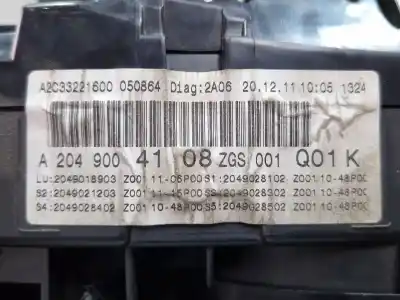 A2C33221600 050864 Diag:2A06 20.12.11 10:05 1324
A 204 900 41 08 ZGS 001 Q01 K
LU:2049018903 Z001 11-06P00 S1:2049028102 Z001 10-48P00
S2:2049021203 Z001 11-15P00 S3:2049028302 Z001 10-48P00
S4:2049028402 Z001 10-48P00 S5:2049028502 Z001 10-48P00